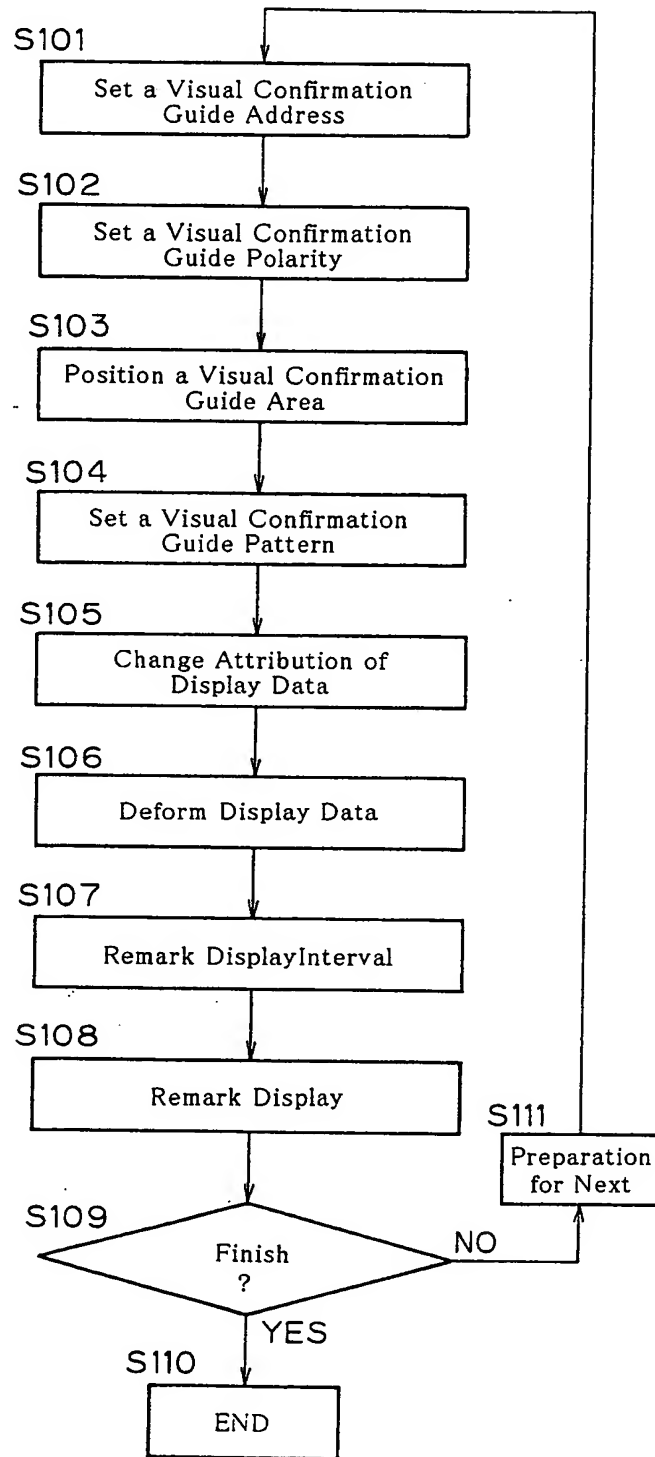 S101
Set a Visual Confirmation
Guide Address
S102
Set a Visual Confirmation
Guide Polarity
S103
Position a Visual Confirmation
Guide Area
S104
Set a Visual Confirmation
Guide Pattern
S105
Change Attribution of
Display Data
S106
Deform Display Data
S107
Remark DisplayInterval
S108
Remark Display
S111
Preparation
for Next
S109
Finish
?
NO
YES
S110
END